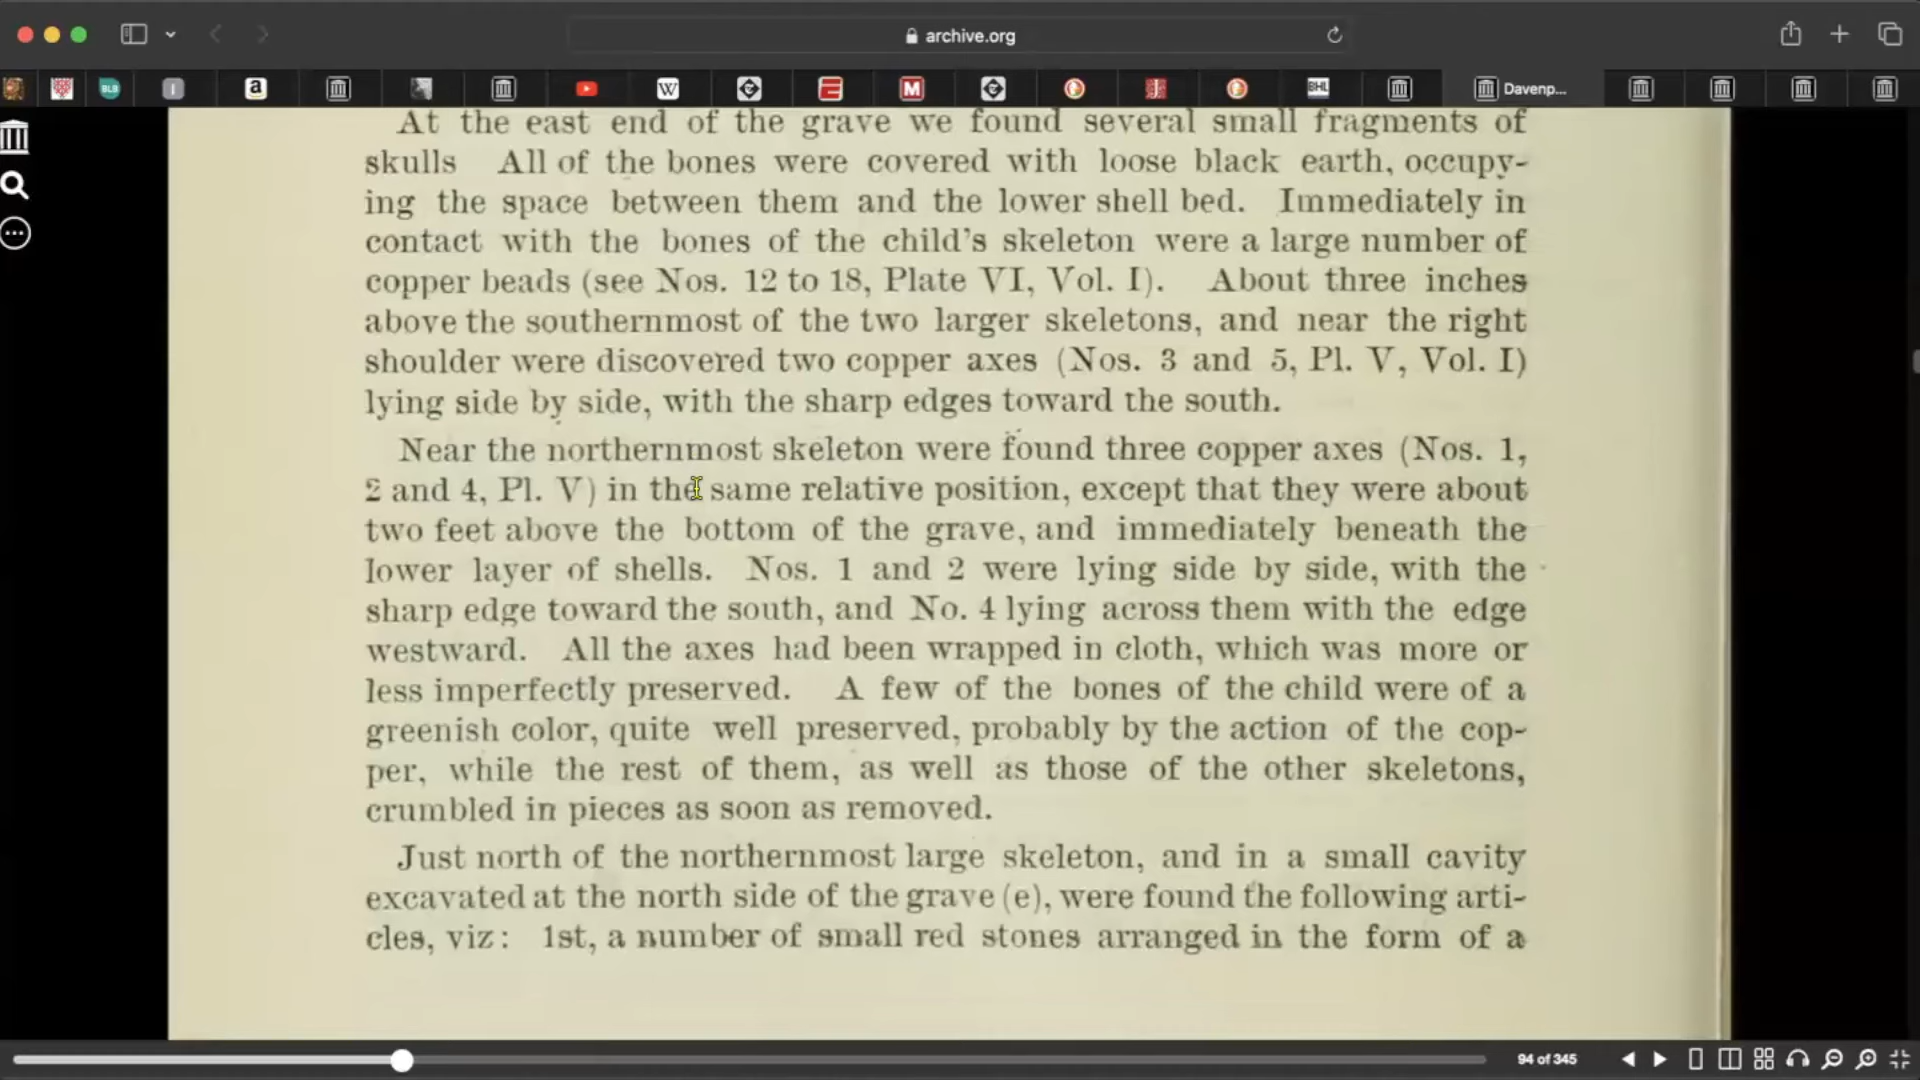 archive.org
BLB
I
a
W
E
M
BHL
Davenp...
At the east end of the grave we found several small fragments of
skulls All of the bones were covered with loose black earth, occupy-
ing the space between them and the lower shell bed. Immediately in
contact with the bones of the child's skeleton were a large number of
copper beads (see Nos. 12 to 18, Plate VI, Vol. I). About three inches
above the southernmost of the two larger skeletons, and near the right
shoulder were discovered two copper axes (Nos. 3 and 5, Pl. V, Vol. I)
lying side by side, with the sharp edges toward the south.
Near the northernmost skeleton were found three copper axes (Nos. 1,
2 and 4, Pl. V) in the same relative position, except that they were about
two feet above the bottom of the grave, and immediately beneath the
lower layer of shells. Nos. 1 and 2 were lying side by side, with the
sharp edge toward the south, and No. 4 lying across them with the edge
westward. All the axes had been wrapped in cloth, which was more or
less imperfectly preserved. A few of the bones of the child were of a
greenish color, quite well preserved, probably by the action of the cop-
per, while the rest of them, as well as those of the other skeletons,
crumbled in pieces as soon as removed.
Just north of the northernmost large skeleton, and in a small cavity
excavated at the north side of the grave (e), were found the following arti-
cles, viz: 1st, a number of small red stones arranged in the form of a
94 of 345